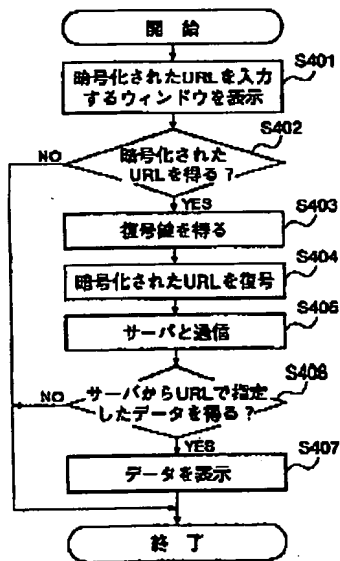 開始
S401
暗号化されたURLを入力
するウィンドウを表示
S402
NO
暗号化された
URLを得る?
YES
S403
復号鍵を得る
S404
暗号化されたURLを復号
S405
サーバと通信
S406
NO
サーバからURLで指定
したデータを得る?
YES
S407
データを表示
終了